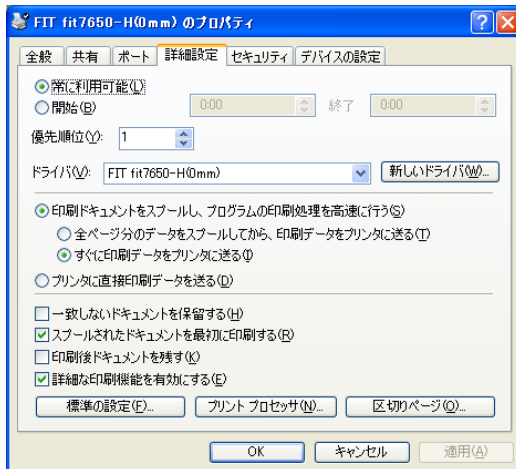 FIT fit7650-H(0mm) のプロパティ
全般 共有 ポート 詳細設定 セキュリティ デバイスの設定
常に利用可能(L)
開始(B) 0:00 終了 0:00
優先順位(Y): 1
ドライバ(V): FIT fit7650-H(0mm) 新しいドライバ(W)...
印刷ドキュメントをスプールし、プログラムの印刷処理を高速に行う(S)
全ページ分のデータをスプールしてから、印刷データをプリンタに送る(T)
すぐに印刷データをプリンタに送る(I)
プリンタに直接印刷データを送る(D)
一致しないドキュメントを保留する(H)
スプールされたドキュメントを最初に印刷する(R)
印刷後ドキュメントを残す(K)
詳細な印刷機能を有効にする(E)
標準の設定(F)... プリント プロセッサ(N)... 区切りページ(O)...
OK キャンセル 適用(A)